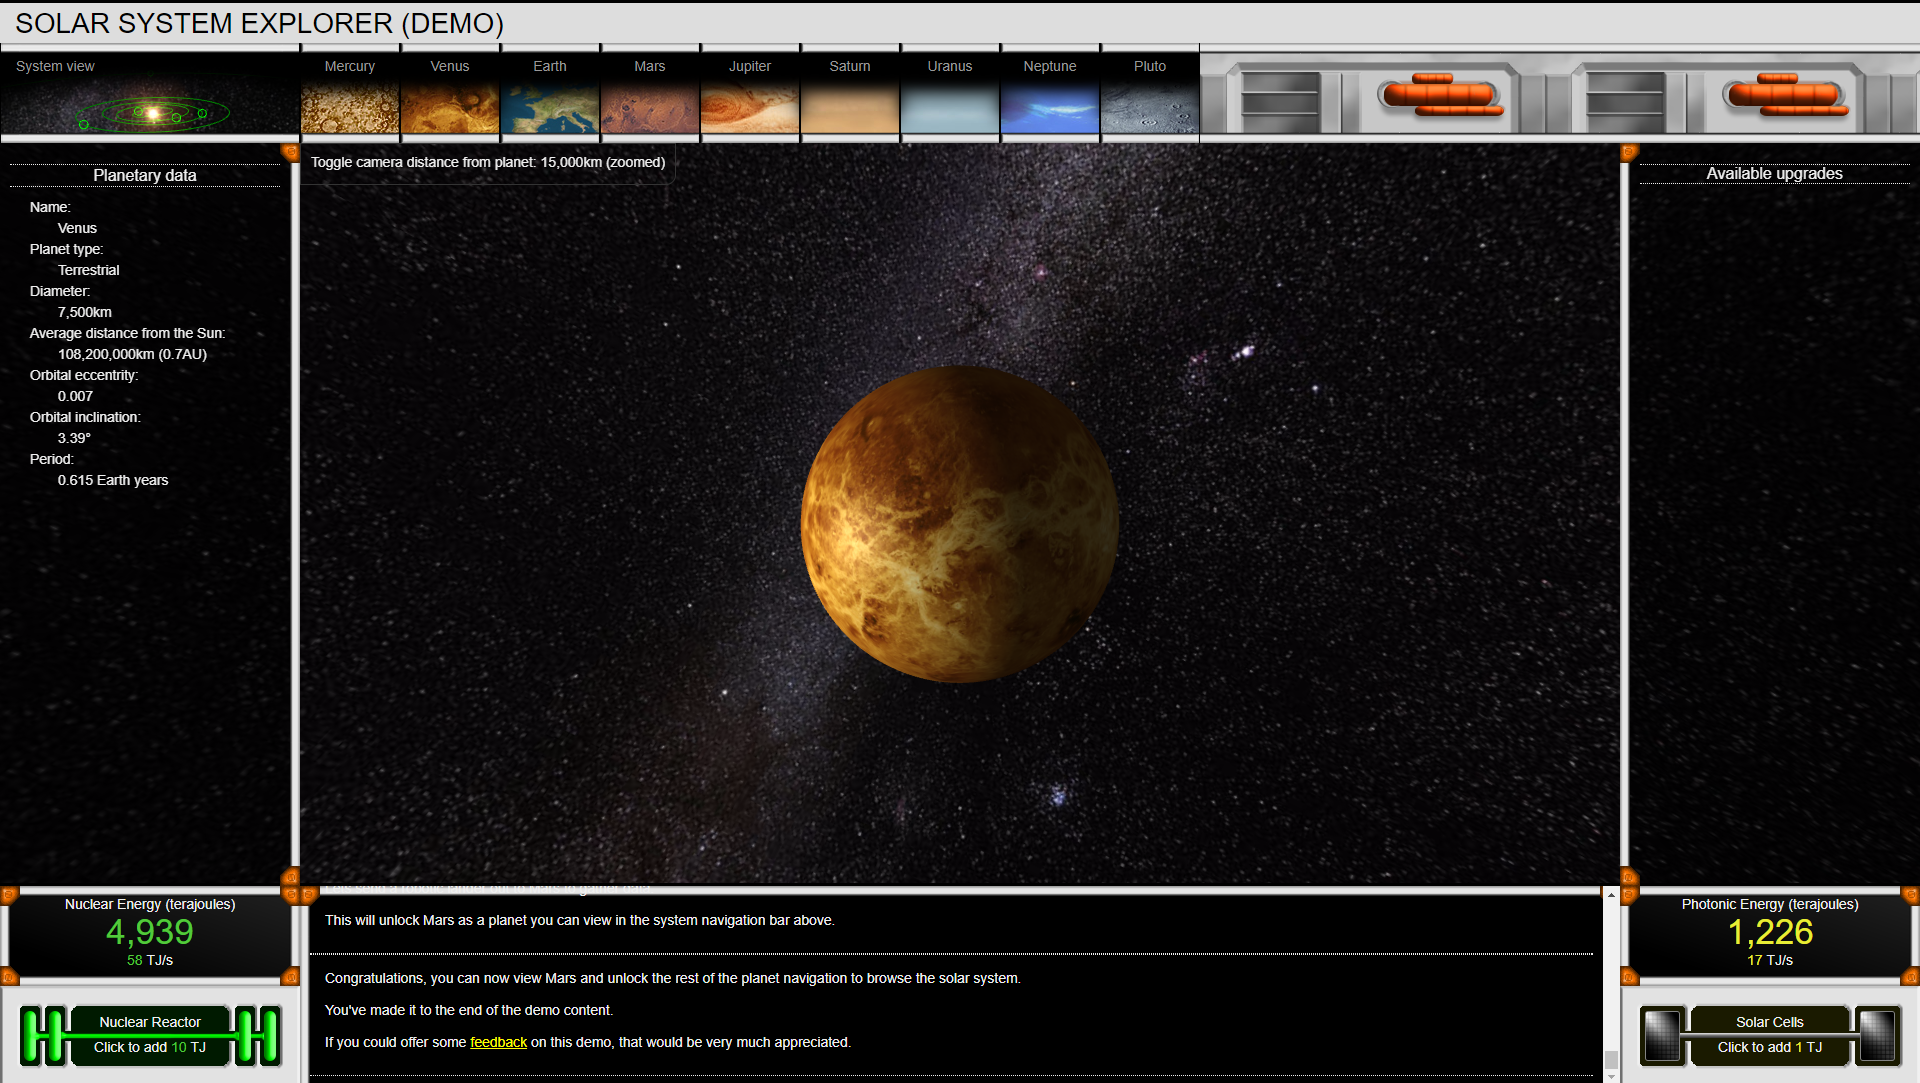 SOLAR SYSTEM EXPLORER (DEMO)
System view
Mercury
Venus
Earth
Mars
Jupiter
Saturn
Uranus
Neptune
Pluto
Planetary data
Name:
Venus
Planet type:
Terrestrial
Diameter:
7,500km
Average distance from the Sun:
108,200,000km (0.7AU)
Orbital eccentrity:
0.007
Orbital inclination:
3.39°
Period:
0.615 Earth years
Toggle camera distance from planet: 15,000km (zoomed)
Available upgrades
Nuclear Energy (terajoules)
4,939
58 TJ/s
Nuclear Reactor
Click to add 10 TJ
This will unlock Mars as a planet you can view in the system navigation bar above.
Congratulations, you can now view Mars and unlock the rest of the planet navigation to browse the solar system.
You've made it to the end of the demo content.
If you could offer some feedback on this demo, that would be very much appreciated.
Photonic Energy (terajoules)
1,226
17 TJ/s
Solar Cells
Click to add 1 TJ